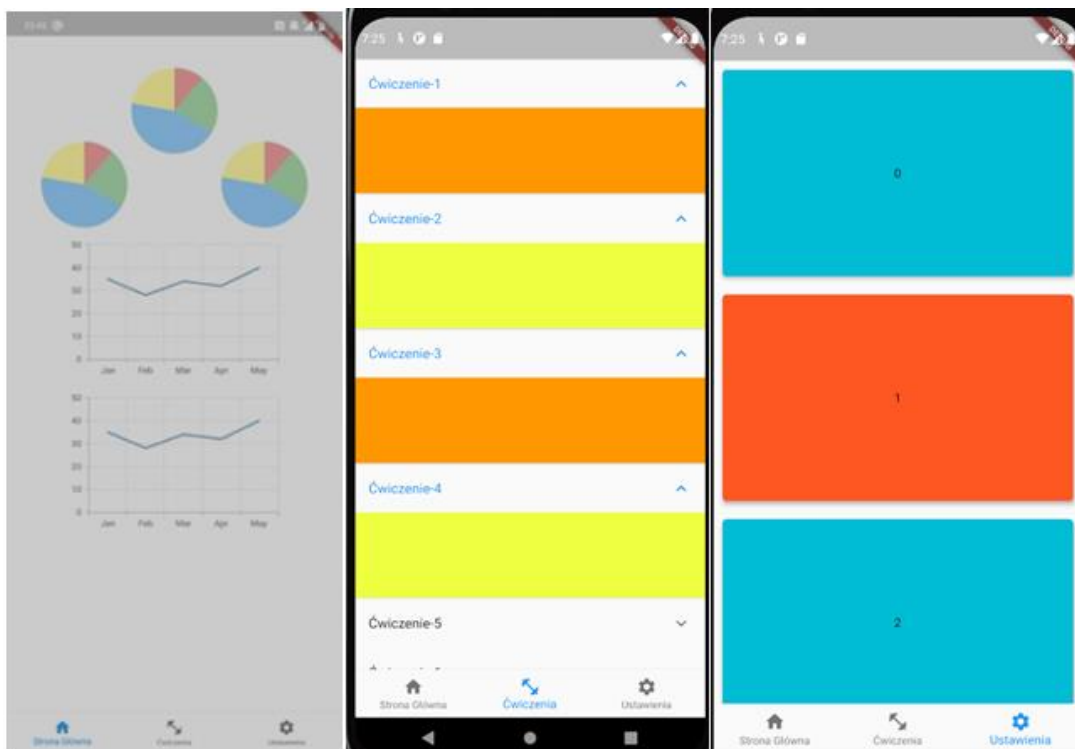 50
40
30
20
10
0
Jan Feb Mar Apr May
50
40
30
20
10
0
Jan Feb Mar Apr May
Strona Główna Ćwiczenia Ustawienia
7:25
Ćwiczenie-1
Ćwiczenie-2
Ćwiczenie-3
Ćwiczenie-4
Ćwiczenie-5
Strona Główna Ćwiczenia Ustawienia
7:25
0
1
2
Strona Główna Ćwiczenia Ustawienia